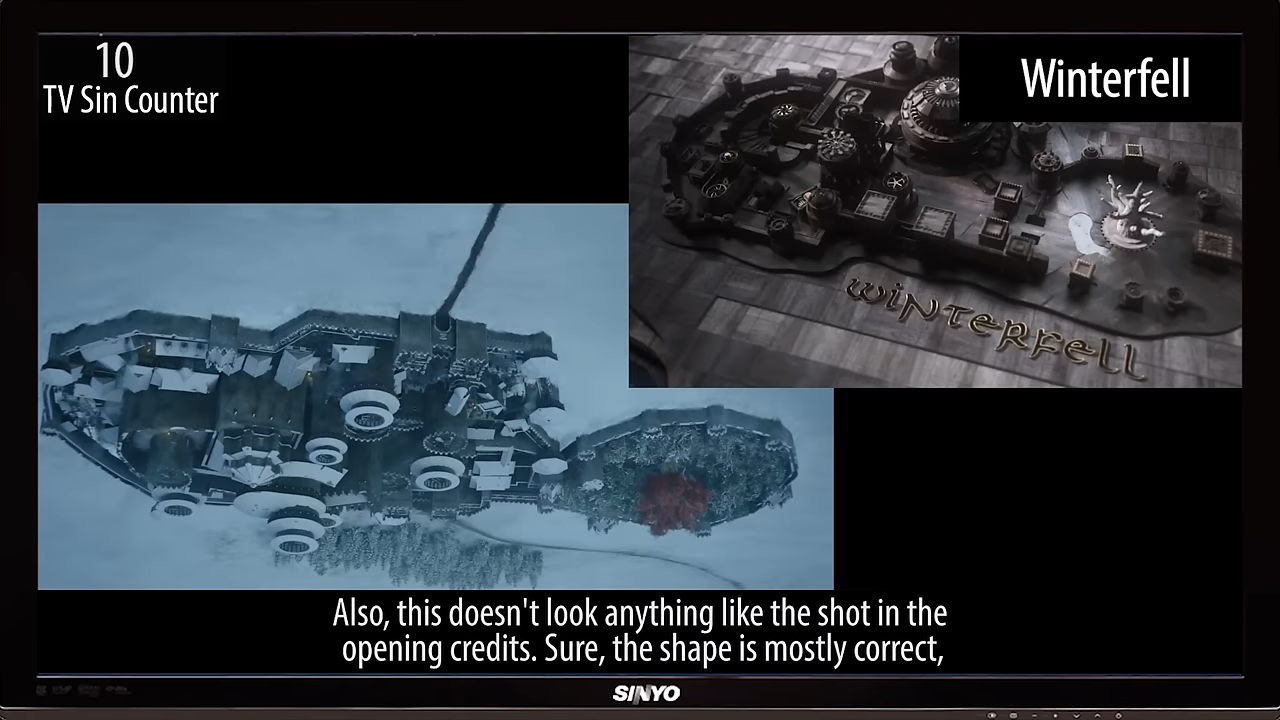 10
TV Sin Counter
Winterfell
WINTERFELL
Also, this doesn't look anything like the shot in the
opening credits. Sure, the shape is mostly correct,
SINYO